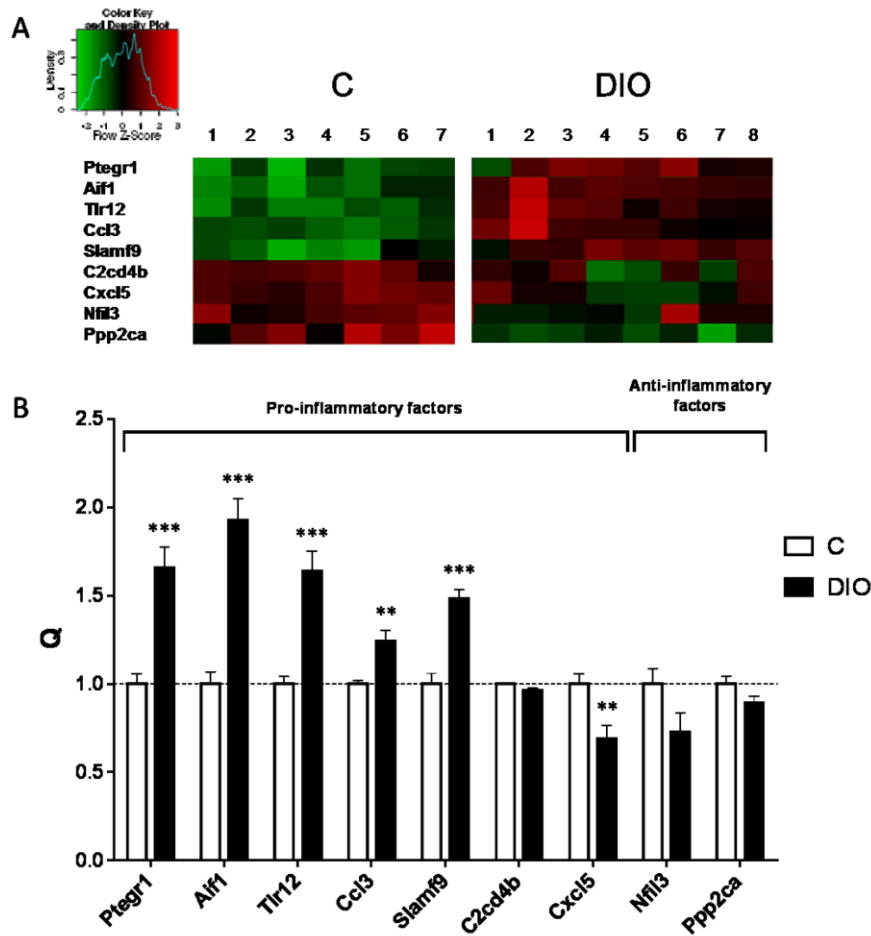 A
Color Key
and Density Plot
Density
0.1 0.3
-2 -1 0 1 2 3
Row Z-Score
C DIO
1 2 3 4 5 6 7 1 2 3 4 5 6 7 8
Ptegr1
Aif1
Tlr12
Ccl3
Slamf9
C2cd4b
Cxcl5
Nfil3
Ppp2ca
B
Pro-inflammatory factors
Anti-inflammatory
factors
2.5
2.0
1.5
1.0
0.5
0.0
Q
***
***
***
**
***
**
C
DIO
Ptegr1 Aif1 Tlr12 Ccl3 Slamf9 C2cd4b Cxcl5 Nfil3 Ppp2ca